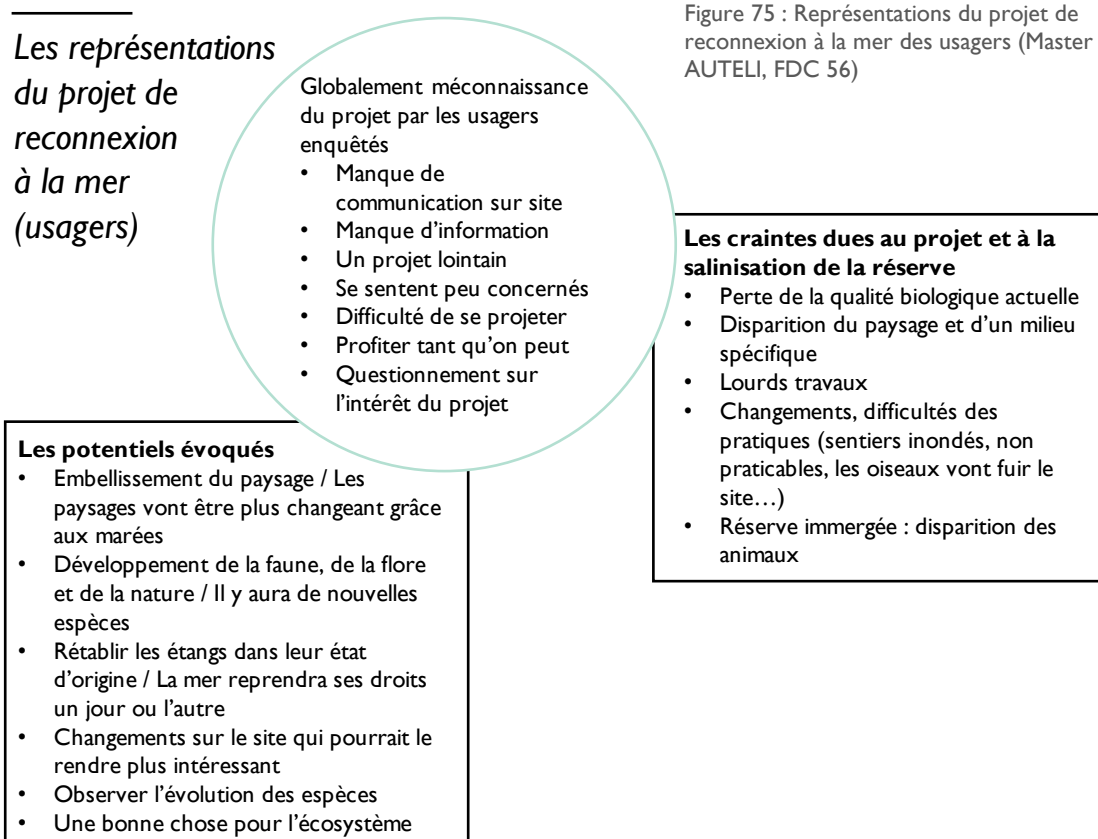 Les représentations
du projet de
reconnexion
à la mer
(usagers)
Figure 75 : Représentations du projet de
reconnexion à la mer des usagers (Master
AUTELI, FDC 56)
Globalement méconnaissance
du projet par les usagers
enquêtés
• Manque de
communication sur site
• Manque d'information
• Un projet lointain
• Se sentent peu concernés
• Difficulté de se projeter
• Profiter tant qu'on peut
• Questionnement sur
l'intérêt du projet
Les craintes dues au projet et à la
salinisation de la réserve
• Perte de la qualité biologique actuelle
• Disparition du paysage et d'un milieu
spécifique
• Lourds travaux
• Changements, difficultés des
pratiques (sentiers inondés, non
praticables, les oiseaux vont fuir le
site…)
• Réserve immergée : disparition des
animaux
Les potentiels évoqués
• Embellissement du paysage / Les
paysages vont être plus changeant grâce
aux marées
• Développement de la faune, de la flore
et de la nature / Il y aura de nouvelles
espèces
• Rétablir les étangs dans leur état
d'origine / La mer reprendra ses droits
un jour ou l'autre
• Changements sur le site qui pourrait le
rendre plus intéressant
• Observer l'évolution des espèces
• Une bonne chose pour l'écosystème